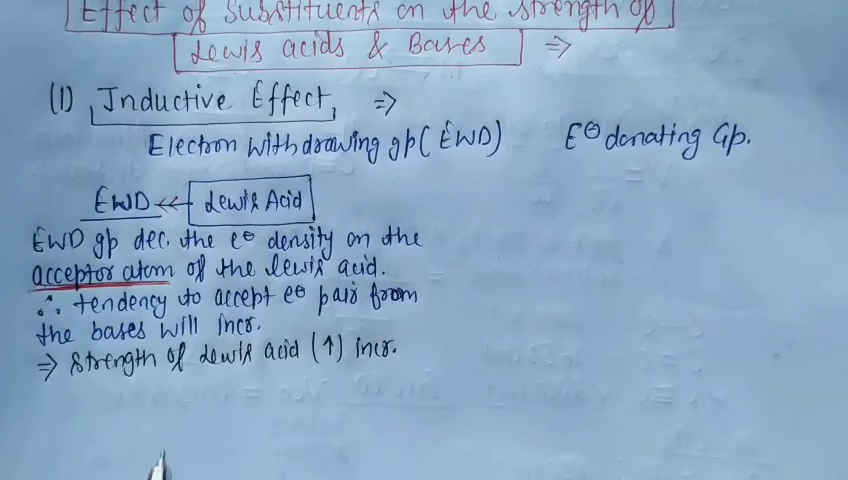 Effect of Substituents on the strength of
Lewis acids & Bases ⇒
(1) Inductive Effect, ⇒
Electron withdrawing gp (EWD) E⊖ donating Gp.
EWD ↞ Lewis Acid
EWD gp dec. the e⊖ density on the
acceptor atom of the lewis acid.
∴ tendency to accept e⊖ pair from
the bases will incr.
⇒ Strength of Lewis acid (↑) incr.